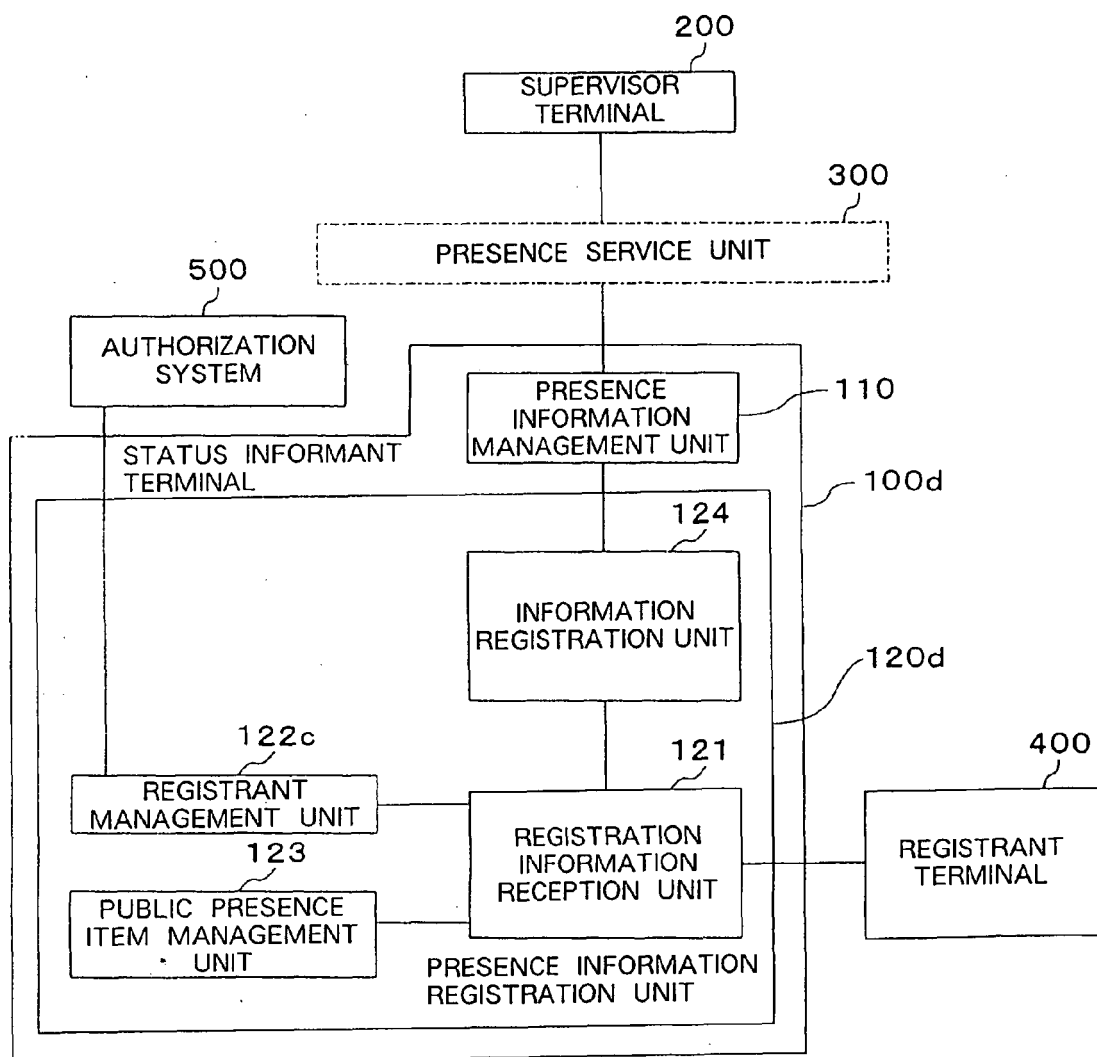 200
SUPERVISOR
TERMINAL
300
PRESENCE SERVICE UNIT
500
AUTHORIZATION
SYSTEM
PRESENCE
INFORMATION
MANAGEMENT UNIT
110
STATUS INFORMANT
TERMINAL
100d
124
INFORMATION
REGISTRATION UNIT
120d
122c
REGISTRANT
MANAGEMENT UNIT
121
REGISTRATION
INFORMATION
RECEPTION UNIT
400
REGISTRANT
TERMINAL
123
PUBLIC PRESENCE
ITEM MANAGEMENT
UNIT
PRESENCE INFORMATION
REGISTRATION UNIT